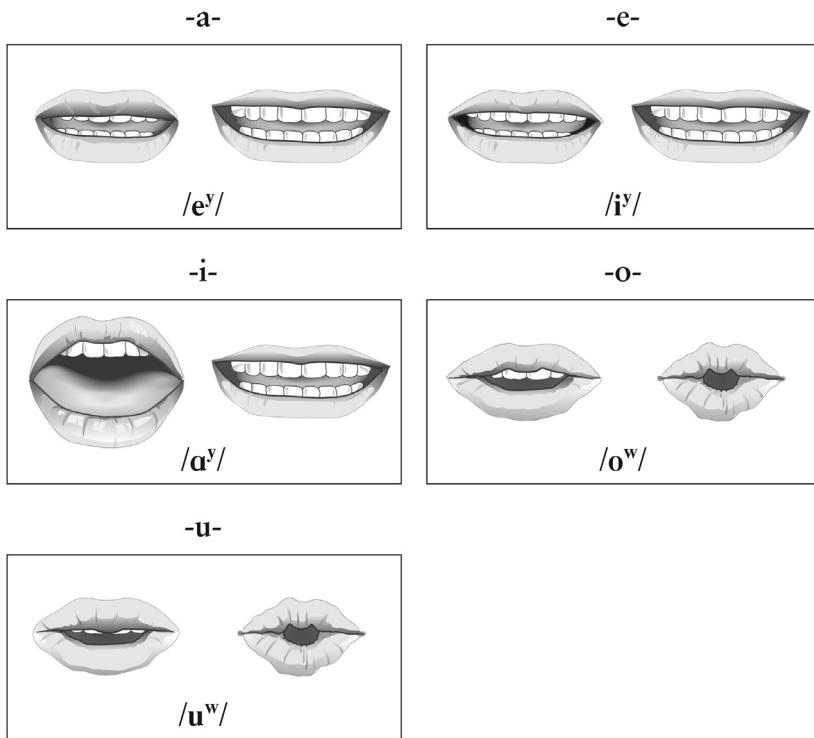 -a-
-e-
/eʸ/
/iʸ/
-i-
-o-
/ɑʸ/
/oʷ/
-u-
/uʷ/